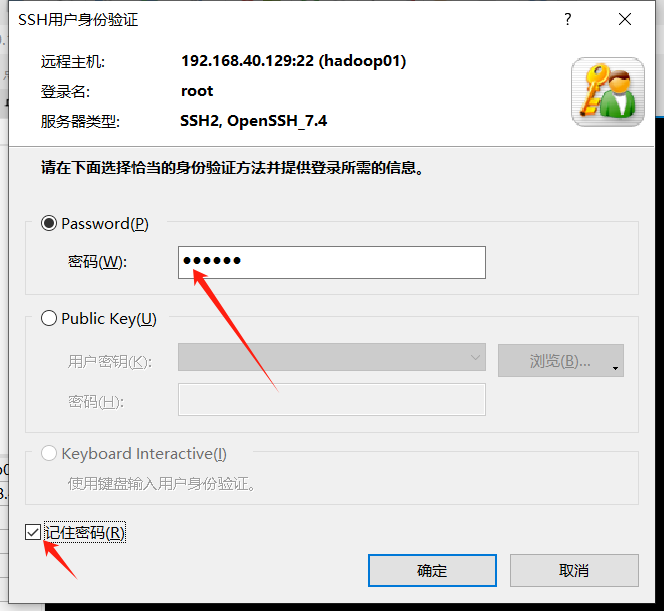 SSH用户身份验证
远程主机: 192.168.40.129:22 (hadoop01)
登录名: root
服务器类型: SSH2, OpenSSH_7.4
请在下面选择恰当的身份验证方法并提供登录所需的信息。
Password(P)
密码(W): ●●●●●●
Public Key(U)
用户密钥(K): 浏览(B)...
密码(H):
Keyboard Interactive(I)
使用键盘输入用户身份验证。
记住密码(R)
确定 取消